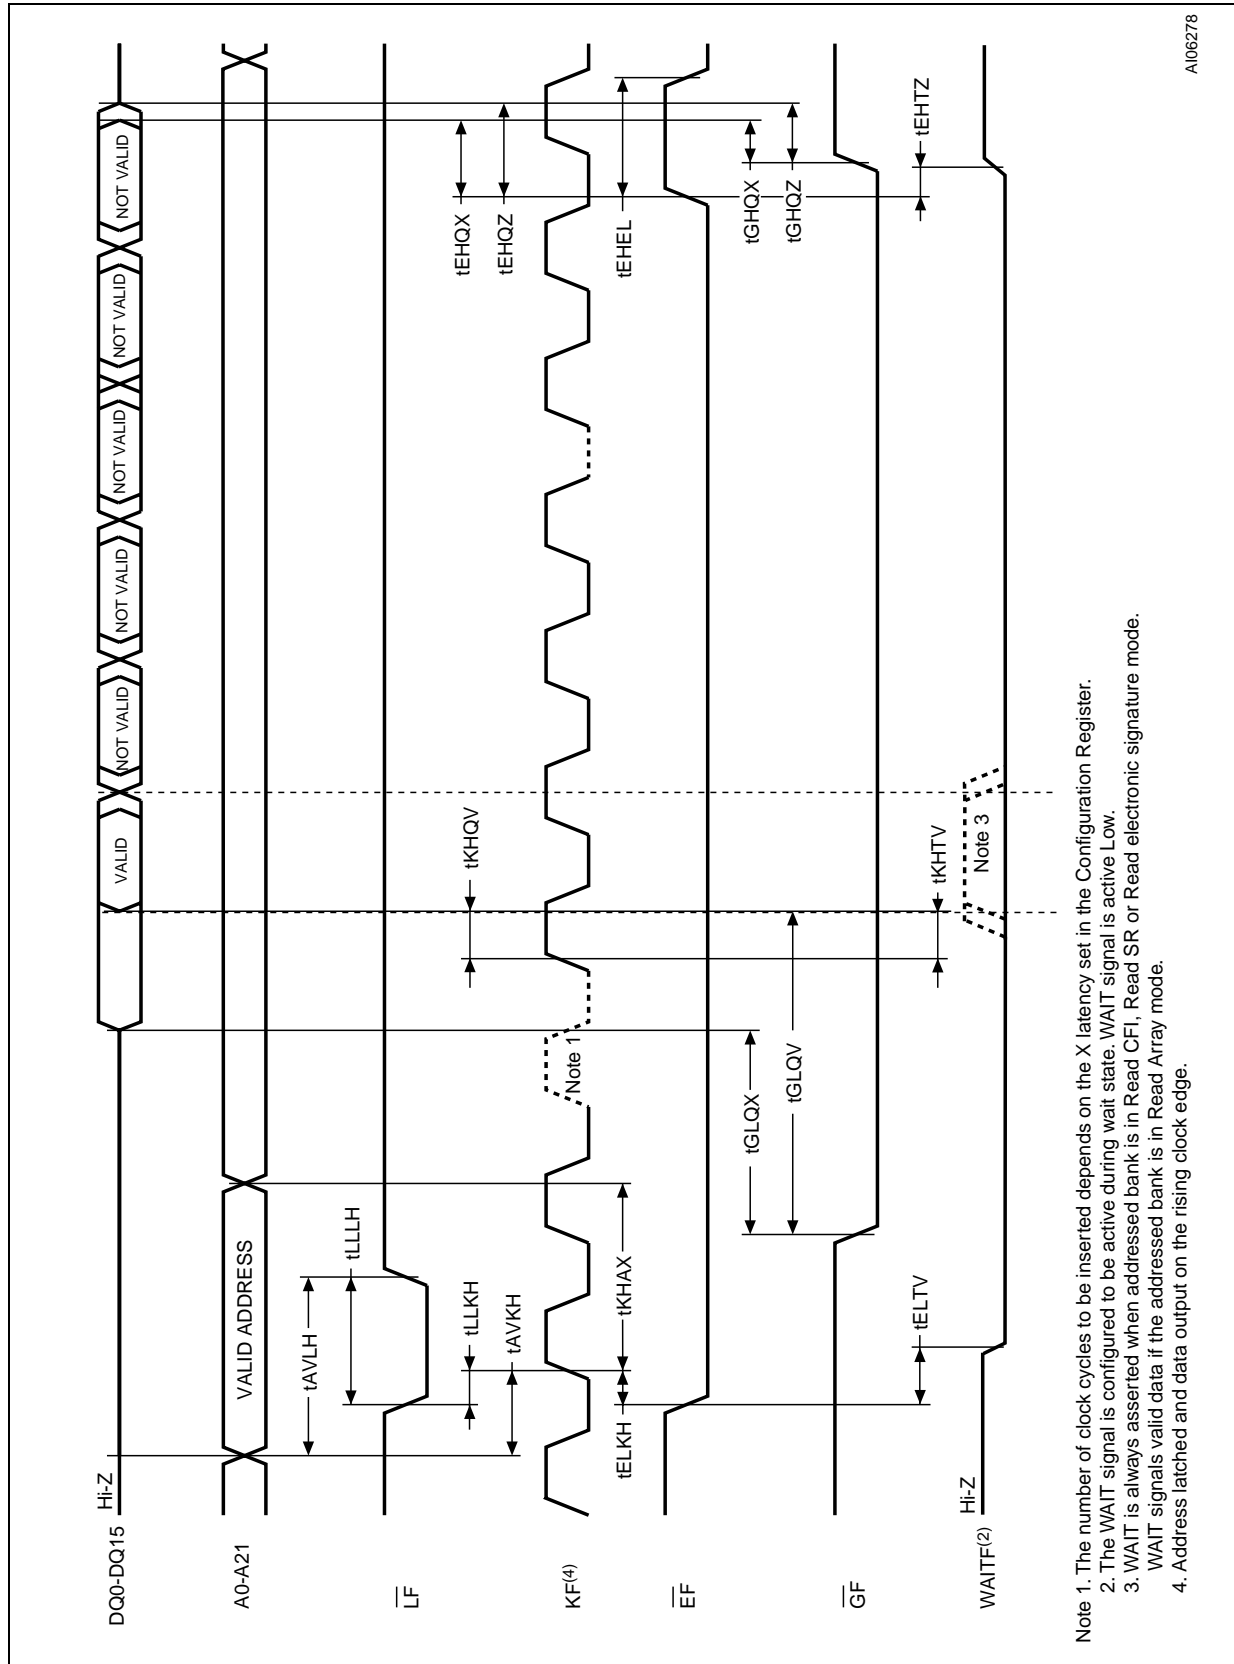 DQ0-DQ15
Hi-Z
VALID
NOT VALID
NOT VALID
NOT VALID
NOT VALID
NOT VALID
A0-A21
VALID ADDRESS
tAVLH
LF
tLLLH
tLLKH
tAVKH
tKHQV
tEHQX
tEHQZ
KF(4)
Note 1
tELKH
tKHAX
tEHEL
EF
tGLQX
tGLQV
tGHQX
tGHQZ
GF
tELTV
tKHTV
tEHTZ
WAITF(2)
Hi-Z
Note 3
Note 1. The number of clock cycles to be inserted depends on the X latency set in the Configuration Register.
2. The WAIT signal is configured to be active during wait state. WAIT signal is active Low.
3. WAIT is always asserted when addressed bank is in Read CFI, Read SR or Read electronic signature mode.
WAIT signals valid data if the addressed bank is in Read Array mode.
4. Address latched and data output on the rising clock edge.
AI06278